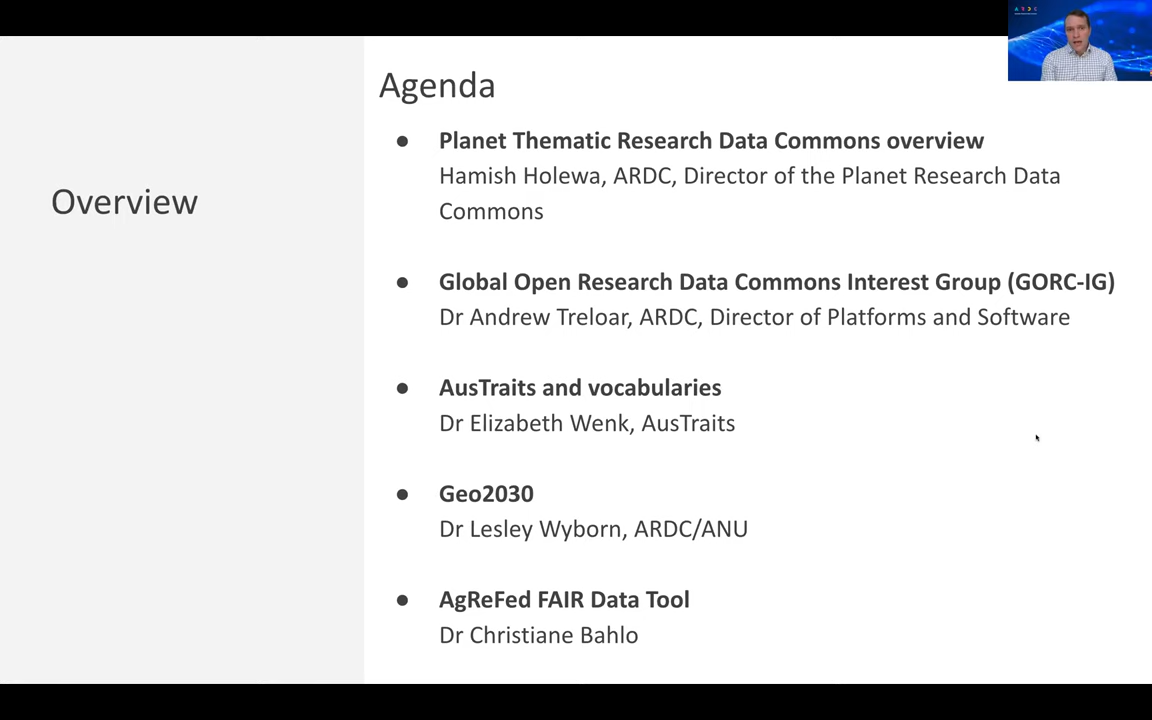 Overview
Agenda
● Planet Thematic Research Data Commons overview
Hamish Holewa, ARDC, Director of the Planet Research Data
Commons
● Global Open Research Data Commons Interest Group (GORC-IG)
Dr Andrew Treloar, ARDC, Director of Platforms and Software
● AusTraits and vocabularies
Dr Elizabeth Wenk, AusTraits
● Geo2030
Dr Lesley Wyborn, ARDC/ANU
● AgReFed FAIR Data Tool
Dr Christiane Bahlo